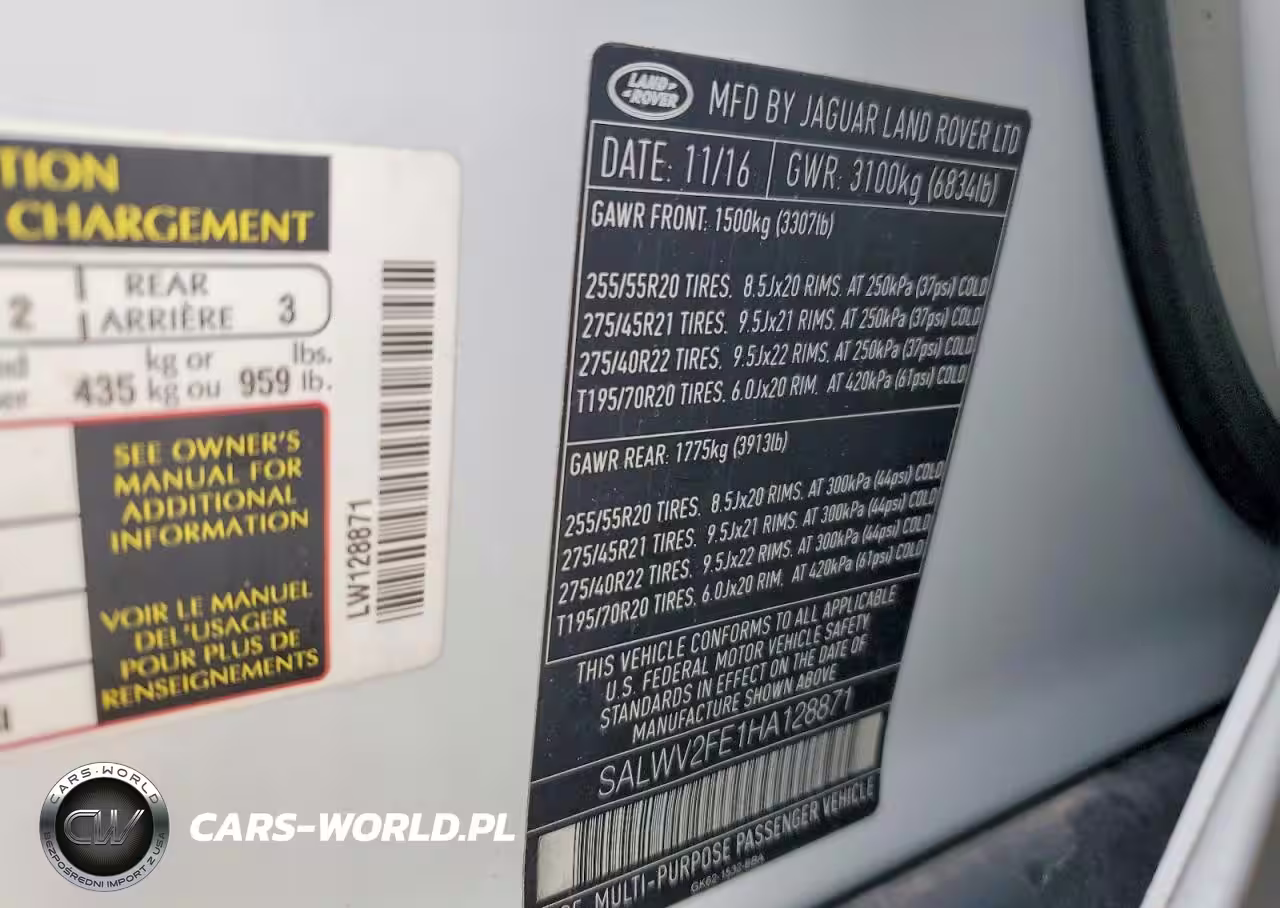 TION
CHARGEMENT
2
REAR
ARRIÈRE
3
kg or
lbs.
435 kg ou 959 lb.
SEE OWNER'S
MANUAL FOR
ADDITIONAL
INFORMATION
VOIR LE MANUEL
DEL'USAGER
POUR PLUS DE
RENSEIGNEMENTS
LW128871
LAND
ROVER
MFD BY JAGUAR LAND ROVER LTD
DATE: 11/16
GWR: 3100kg (6834lb)
GAWR FRONT: 1500kg (3307lb)
255/55R20 TIRES. 8.5Jx20 RIMS. AT 250kPa (37psi) COLD
275/45R21 TIRES. 9.5Jx21 RIMS. AT 250kPa (37psi) COLD
275/40R22 TIRES. 9.5Jx22 RIMS. AT 250kPa (37psi) COLD
T195/70R20 TIRES. 6.0Jx20 RIM. AT 420kPa (61psi) COLD
GAWR REAR: 1775kg (3913lb)
255/55R20 TIRES. 8.5Jx20 RIMS. AT 300kPa (44psi) COLD
275/45R21 TIRES. 9.5Jx21 RIMS. AT 300kPa (44psi) COLD
275/40R22 TIRES. 9.5Jx22 RIMS. AT 300kPa (44psi) COLD
T195/70R20 TIRES. 6.0Jx20 RIM. AT 420kPa (61psi) COLD
THIS VEHICLE CONFORMS TO ALL APPLICABLE
U.S. FEDERAL MOTOR VEHICLE SAFETY
STANDARDS IN EFFECT ON THE DATE OF
MANUFACTURE SHOWN ABOVE
SALWV2FE1HA128871
MULTI-PURPOSE PASSENGER VEHICLE
CARS-WORLD
CW
BEZPOŚREDNI IMPORT Z USA
CARS-WORLD.PL